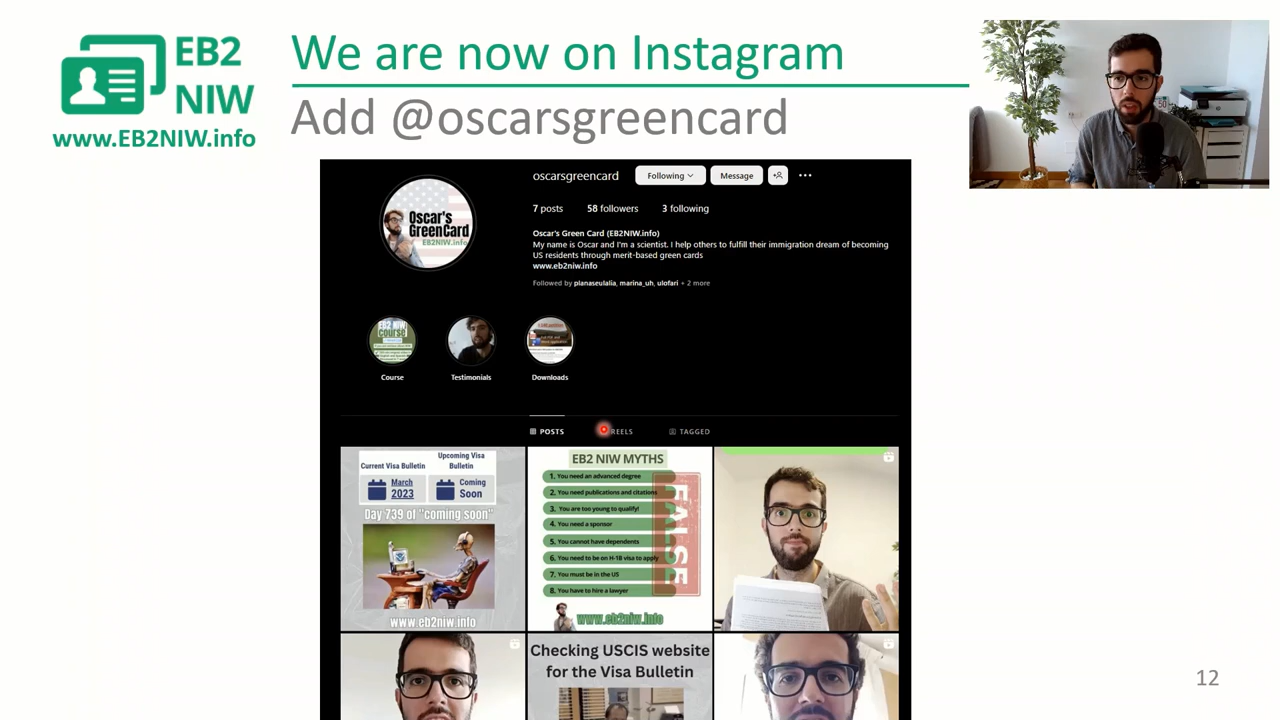 EB2
NIW
www.EB2NIW.info
We are now on Instagram
Add @oscarsgreencard
oscarsgreencard
Following
Message
7 posts
58 followers
3 following
Oscar's Green Card (EB2NIW.info)
My name is Oscar and I'm a scientist. I help others to fulfill their immigration dream of becoming
US residents through merit-based green cards
www.eb2niw.info
Followed by planaseulalia, marina_uh, ulofari + 2 more
Oscar's
GreenCard
EB2NIW.info
EB2 NIW
course
Course
Testimonials
Downloads
POSTS
REELS
TAGGED
Current Visa Bulletin
Upcoming Visa
Bulletin
March
2023
Coming
Soon
Day 739 of "coming soon"
www.eb2niw.info
EB2 NIW MYTHS
1. You need an advanced degree
2. You need publications and citations
3. You are too young to qualify!
4. You need a sponsor
5. You cannot have dependents
6. You need to be on H-1B visa to apply
7. You must be in the US
8. You have to hire a lawyer
FALSE
www.eb2niw.info
Checking USCIS website
for the Visa Bulletin
12